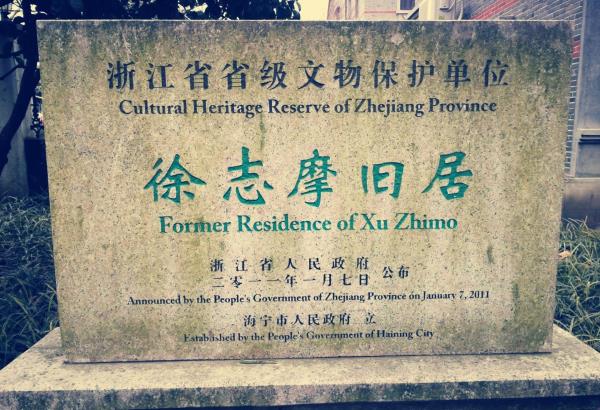 浙江省省级文物保护单位
Cultural Heritage Reserve of Zhejiang Province
徐志摩旧居
Former Residence of Xu Zhimo
浙江省人民政府
二零一一年一月七日 公布
Announced by the People's Government of Zhejiang Province on January 7, 2011
海宁市人民政府 立
Established by the People's Government of Haining City